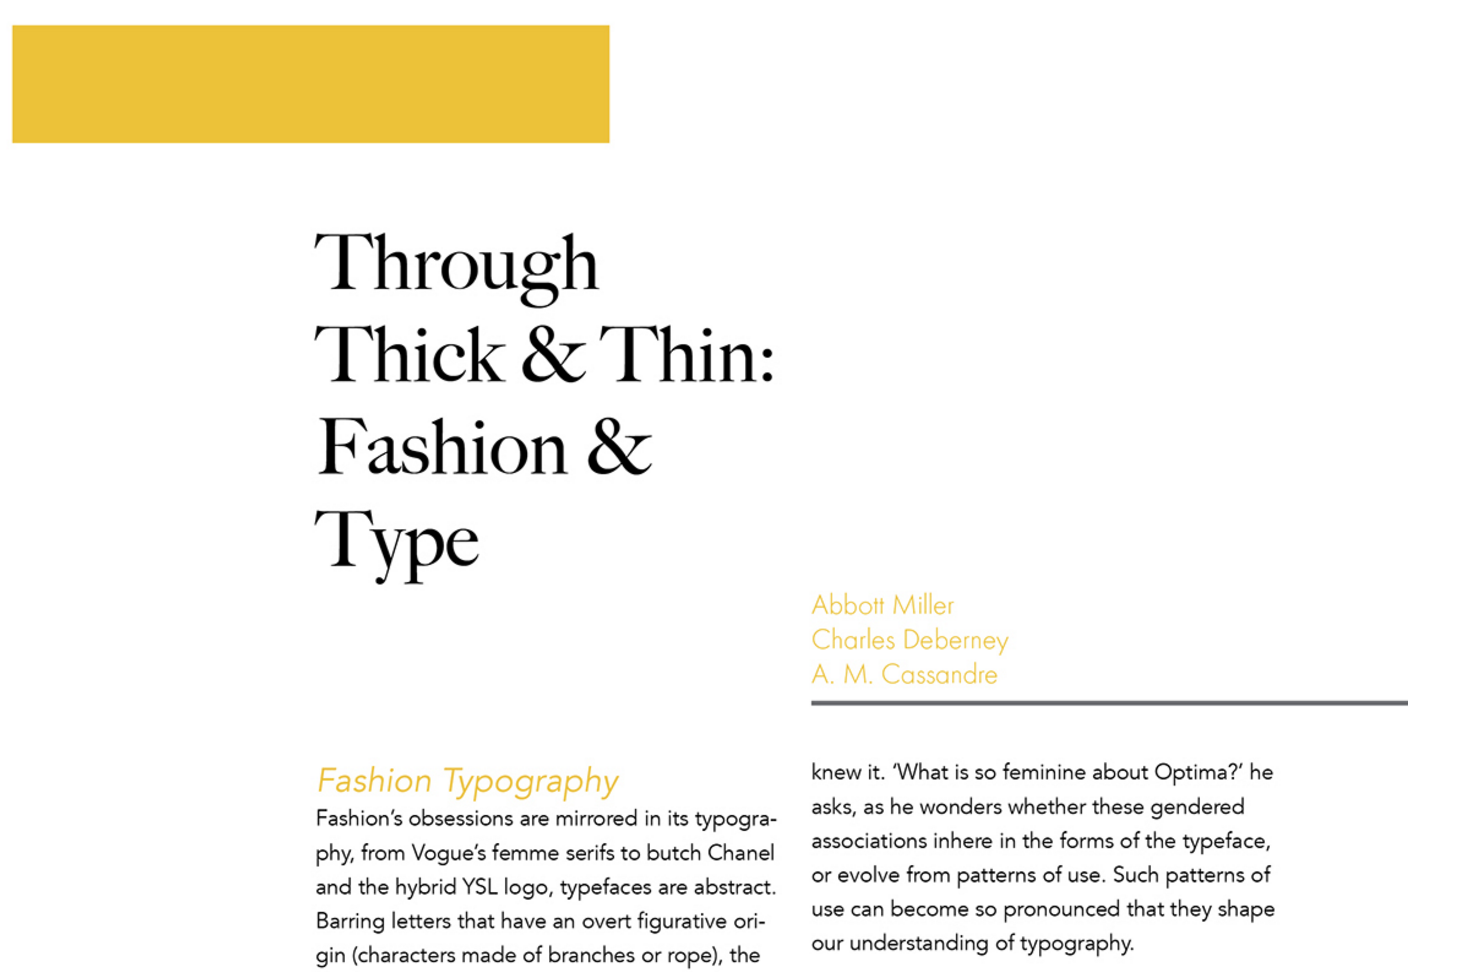 Through
Thick & Thin:
Fashion &
Type
Abbott Miller
Charles Deberney
A. M. Cassandre
Fashion Typography
Fashion’s obsessions are mirrored in its typogra-
phy, from Vogue’s femme serifs to butch Chanel
and the hybrid YSL logo, typefaces are abstract.
Barring letters that have an overt figurative ori-
gin (characters made of branches or rope), the
knew it. ‘What is so feminine about Optima?’ he
asks, as he wonders whether these gendered
associations inhere in the forms of the typeface,
or evolve from patterns of use. Such patterns of
use can become so pronounced that they shape
our understanding of typography.